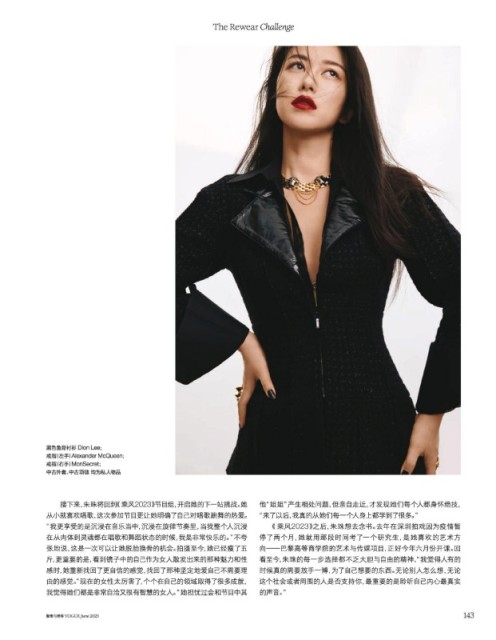 The Rewear Challenge
黑色鱼骨衬衫 Dion Lee;
戒指(左手)Alexander McQueen;
戒指(右手)MonSecret;
中古外套、中古项链 均为私人物品
接下来，朱珠将回到《乘风2023》节目组，开启她的下一站挑战。她
从小就喜欢唱歌，这次参加节目更让她明确了自己对唱歌跳舞的热爱。
“我更享受的是沉浸在音乐当中，沉浸在旋律节奏里，当我整个人沉浸
在从肉体到灵魂都在唱歌和舞蹈状态的时候，我是非常快乐的。”不夸
张地说，这是一次可以让她脱胎换骨的机会。扭速至今，她已经瘦了五
斤，更重要的是，看到镜子中的自己作为女人散发出来的那种魅力和性
感时，她重新找回了更自信的感觉，找回了那种坚定地爱自己不需要理
由的感觉。“现在的女性太厉害了，个个在自己的领域取得了很多成就，
我觉得她们都是非常自洽又很有智慧的女人。”她担忧过会和节目中其
他“姐姐”产生相处问题，但亲自走近，才发现她们每个人都身怀绝技，
“来了以后，我真的从她们每一个人身上都学到了很多。”
《乘风2023》之后，朱珠想去念书。去年在深圳拍戏因为疫情暂
停了两个月，她就用那段时间考了一个研究生，是她喜欢的艺术方
向——巴黎高等商学院的艺术与传媒项目，正好今年六月份开课。回
看至今，朱珠的每一步选择都不乏大胆与自由的精神。“我觉得人有的
时候真的需要放手一搏，为了自己想要的东西。无论别人怎么想、无论
这个社会或者周围的人是否支持你，最重要的是聆听自己内心最真实
的声音。”
VOGUE June 2023
143